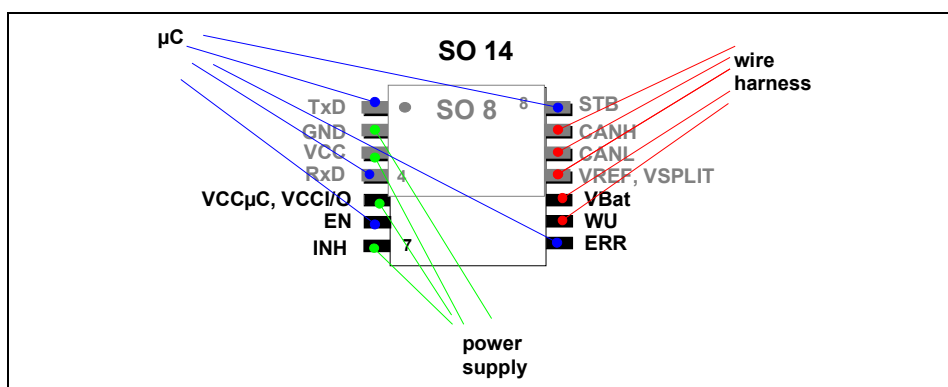 µC
SO 14
wire
harness
TxD
SO 8
8
STB
GND
CANH
VCC
CANL
RxD
4
VREF, VSPLIT
VCCµC, VCCI/O
VBat
EN
WU
INH
7
ERR
power
supply